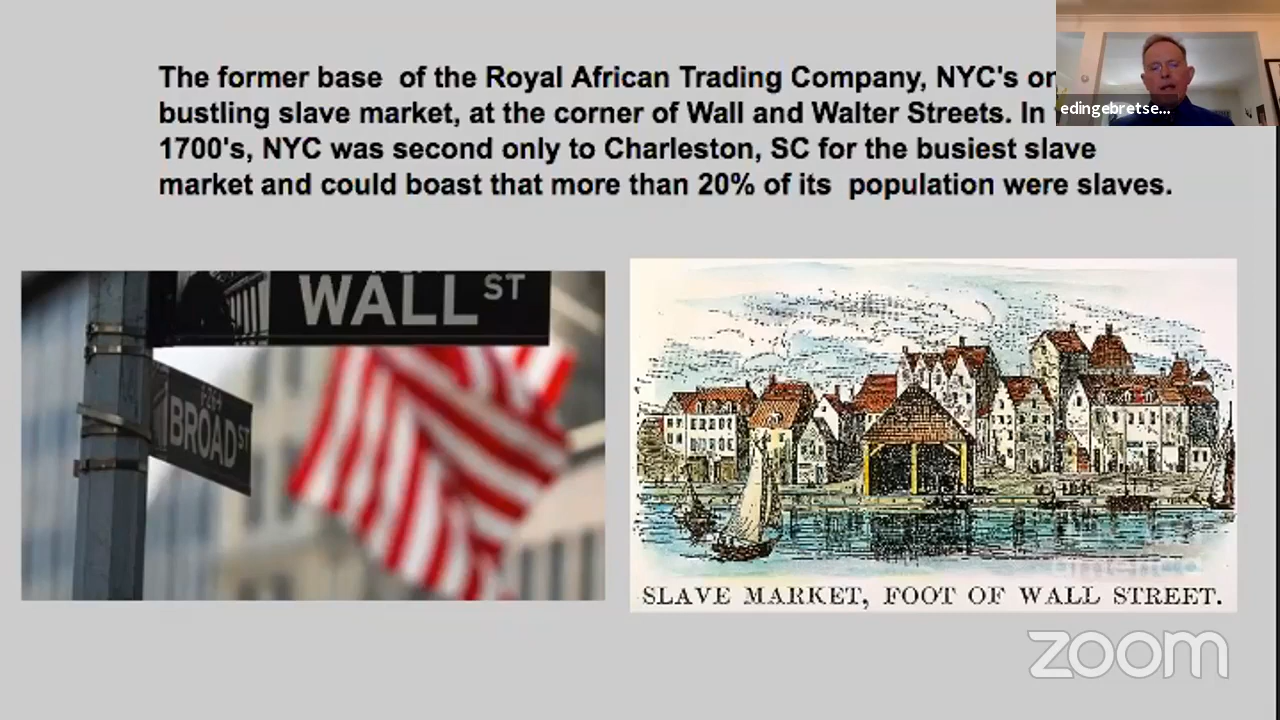 The former base of the Royal African Trading Company, NYC's
bustling slave market, at the corner of Wall and Walter Streets. In
1700's, NYC was second only to Charleston, SC for the busiest slave
market and could boast that more than 20% of its population were slaves.
edingebretse...
WALL ST
BROAD ST
SLAVE MARKET, FOOT OF WALL STREET.
zoom